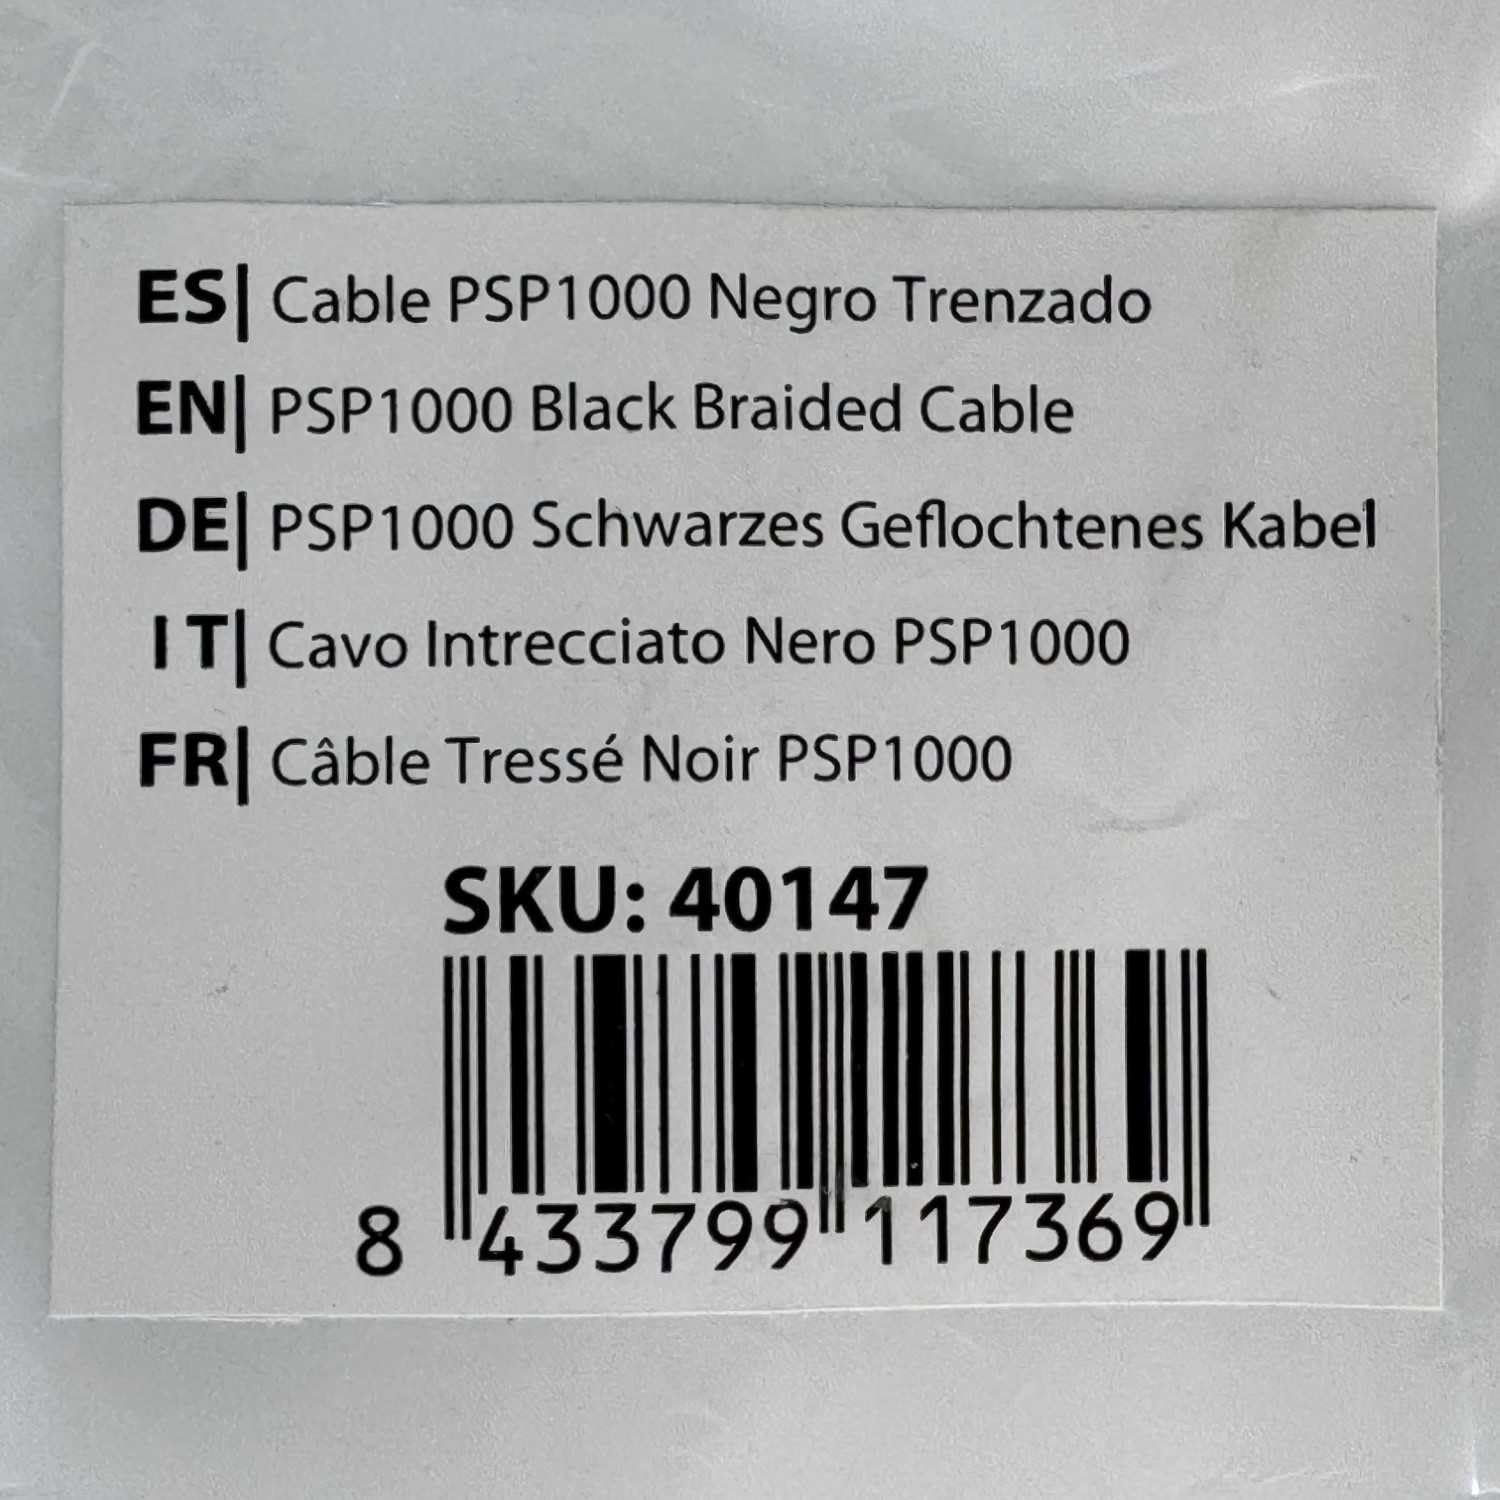 ES| Cable PSP1000 Negro Trenzado
EN| PSP1000 Black Braided Cable
DE| PSP1000 Schwarzes Geflochtenes Kabel
IT| Cavo Intrecciato Nero PSP1000
FR| Câble Tressé Noir PSP1000
SKU: 40147
8 433799 117369